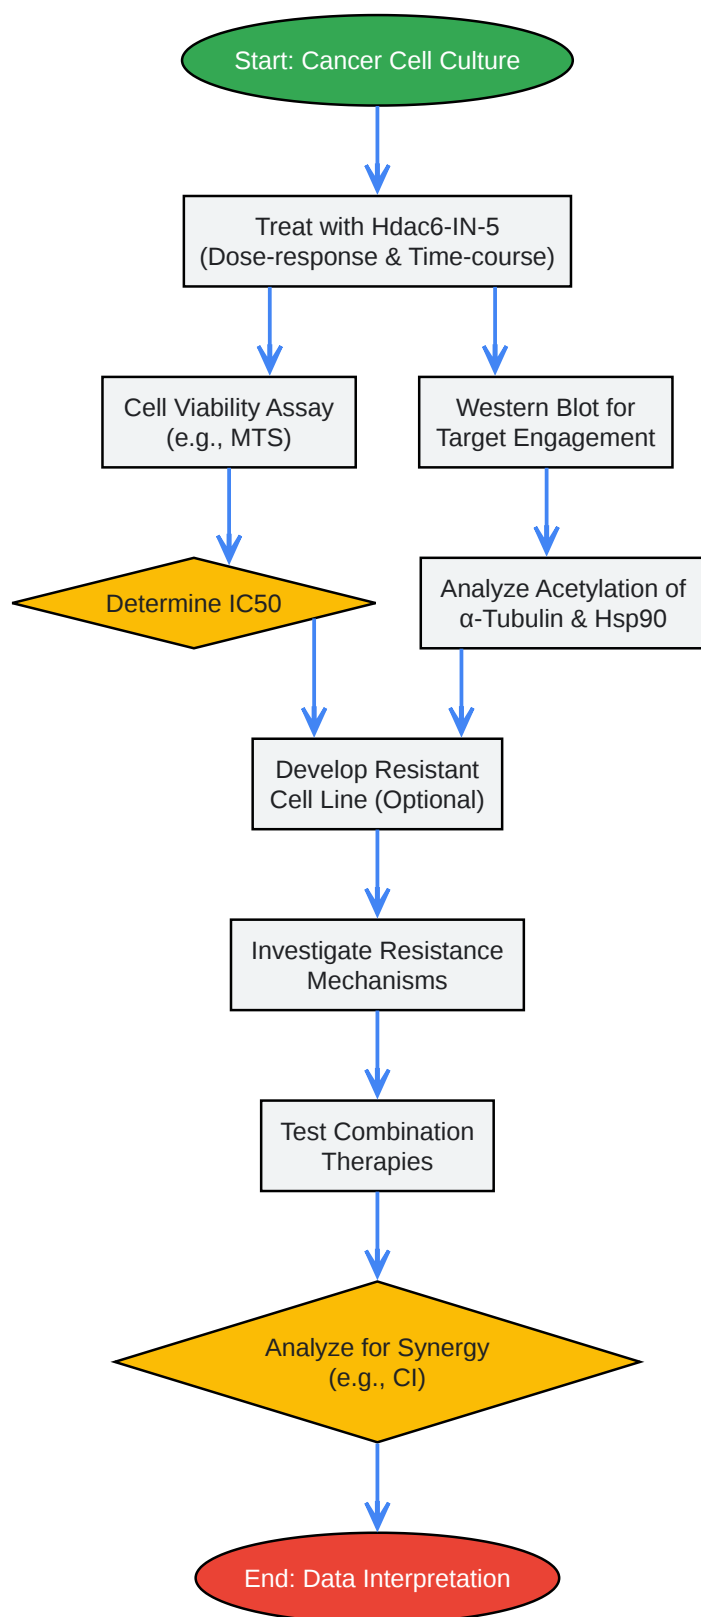 Start: Cancer Cell Culture
Treat with Hdac6-IN-5
(Dose-response & Time-course)
Cell Viability Assay
(e.g., MTS)
Western Blot for
Target Engagement
Determine IC50
Analyze Acetylation of
α-Tubulin & Hsp90
Develop Resistant
Cell Line (Optional)
Investigate Resistance
Mechanisms
Test Combination
Therapies
Analyze for Synergy
(e.g., CI)
End: Data Interpretation